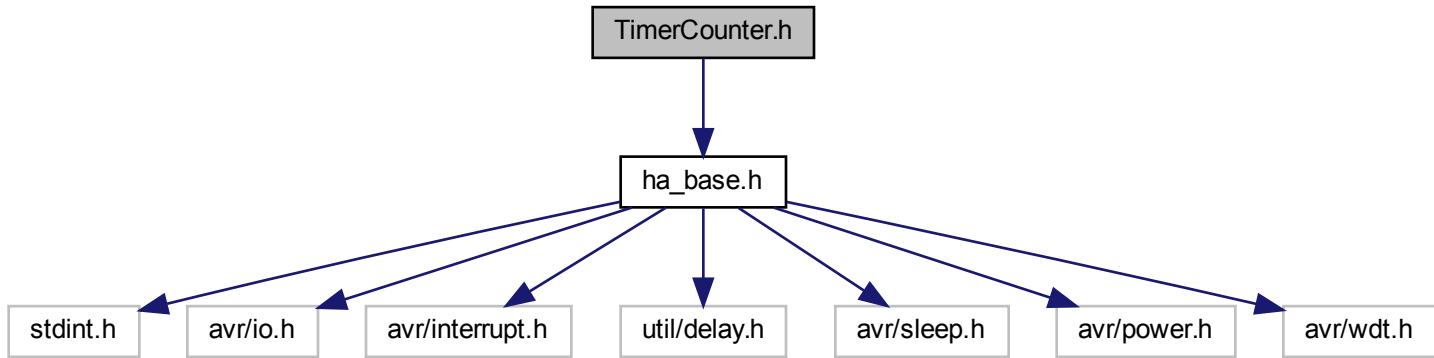 TimerCounter.h
ha_base.h
stdint.h
avr/io.h
avr/interrupt.h
util/delay.h
avr/sleep.h
avr/power.h
avr/wdt.h